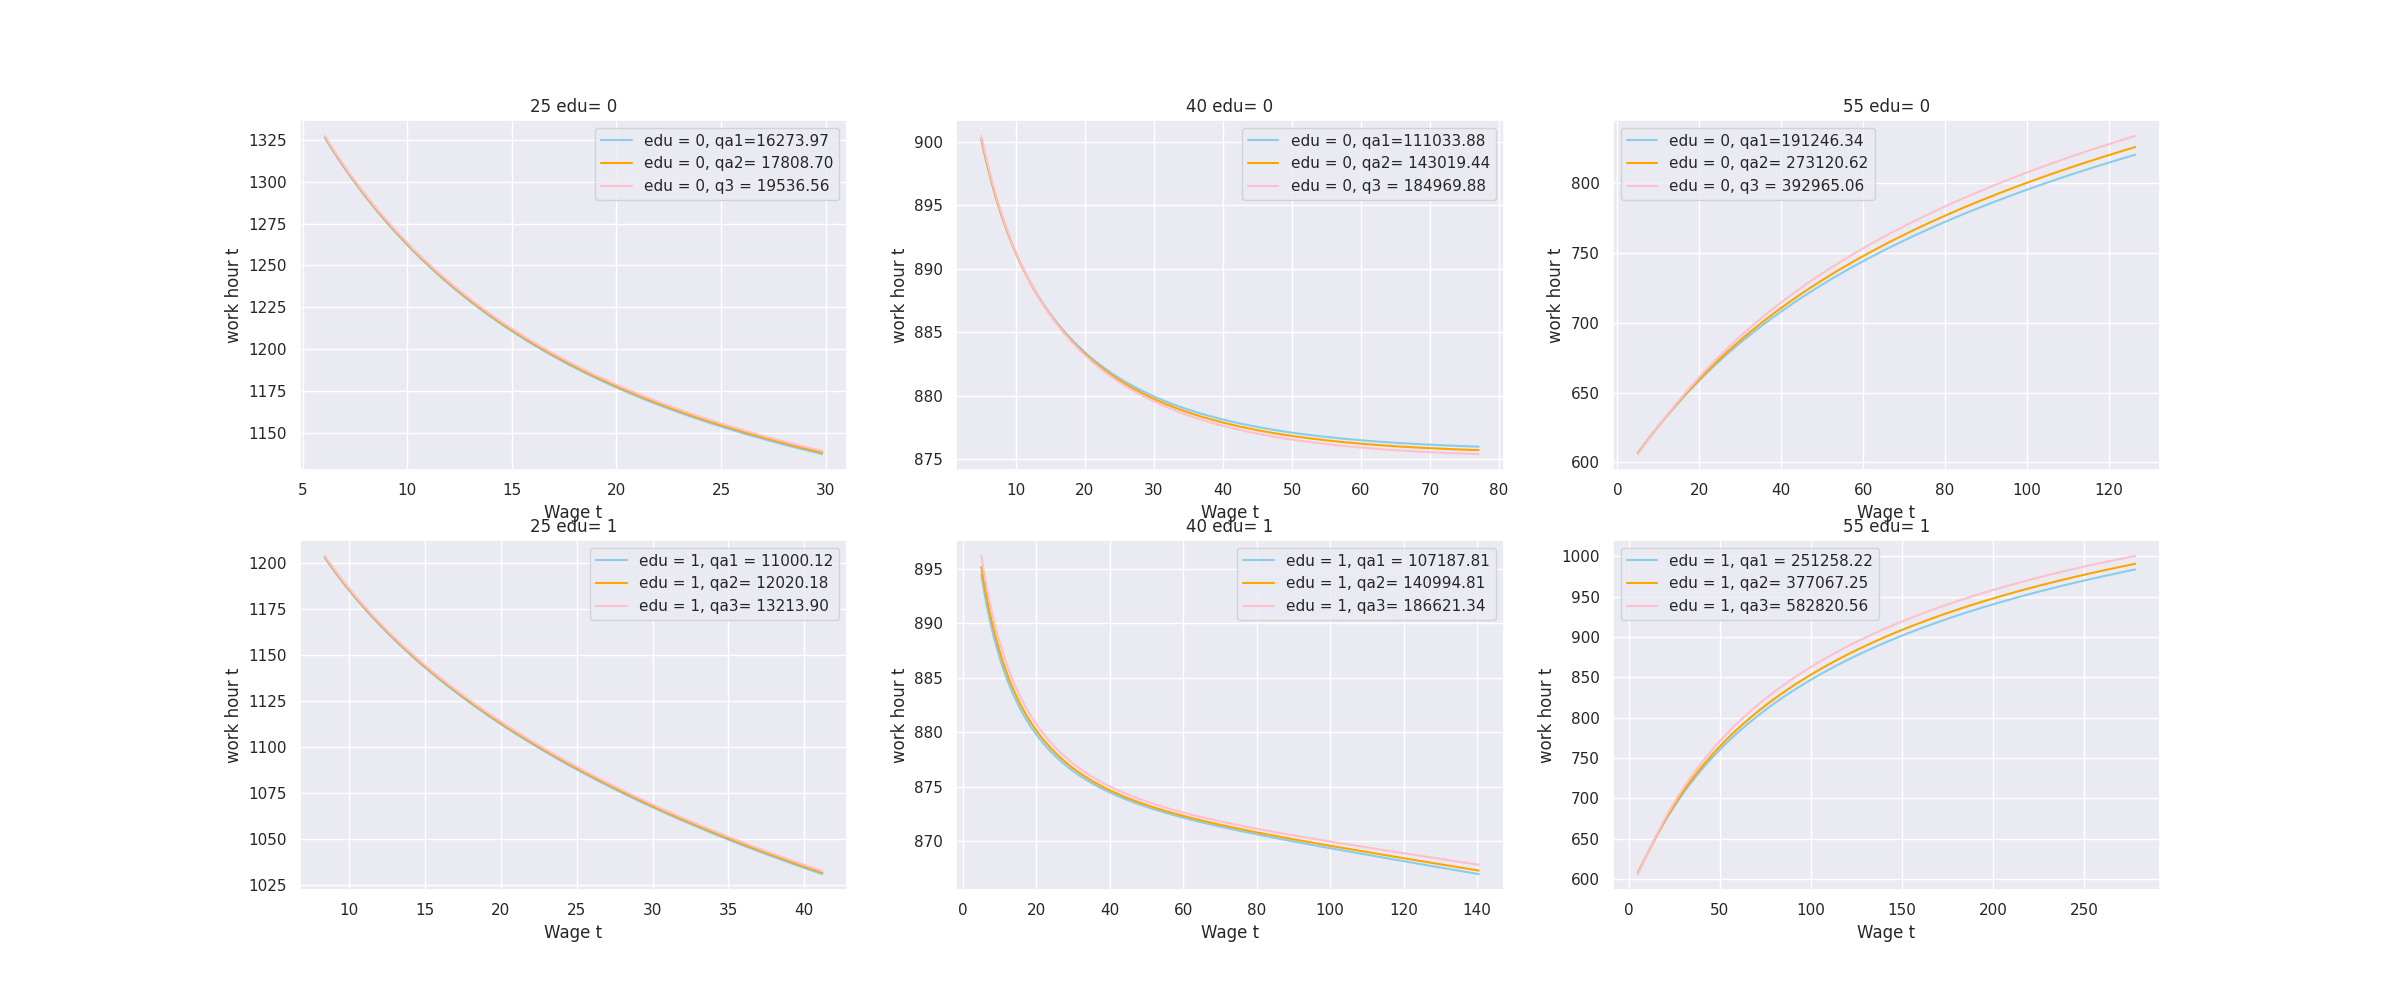 25 edu= 0
1325
1300
1275
1250
1225
1200
1175
1150
work hour t
edu = 0, qa1=16273.97
edu = 0, qa2= 17808.70
edu = 0, q3 = 19536.56
5 10 15 20 25 30
Wage t
40 edu= 0
900
895
890
885
880
875
work hour t
edu = 0, qa1=111033.88
edu = 0, qa2= 143019.44
edu = 0, q3 = 184969.88
10 20 30 40 50 60 70 80
Wage t
55 edu= 0
800
750
700
650
600
work hour t
edu = 0, qa1=191246.34
edu = 0, qa2= 273120.62
edu = 0, q3 = 392965.06
0 20 40 60 80 100 120
Wage t
25 edu= 1
1200
1175
1150
1125
1100
1075
1050
1025
work hour t
edu = 1, qa1 = 11000.12
edu = 1, qa2= 12020.18
edu = 1, qa3= 13213.90
10 15 20 25 30 35 40
Wage t
40 edu= 1
895
890
885
880
875
870
work hour t
edu = 1, qa1 = 107187.81
edu = 1, qa2= 140994.81
edu = 1, qa3= 186621.34
0 20 40 60 80 100 120 140
Wage t
55 edu= 1
1000
950
900
850
800
750
700
650
600
work hour t
edu = 1, qa1 = 251258.22
edu = 1, qa2= 377067.25
edu = 1, qa3= 582820.56
0 50 100 150 200 250
Wage t